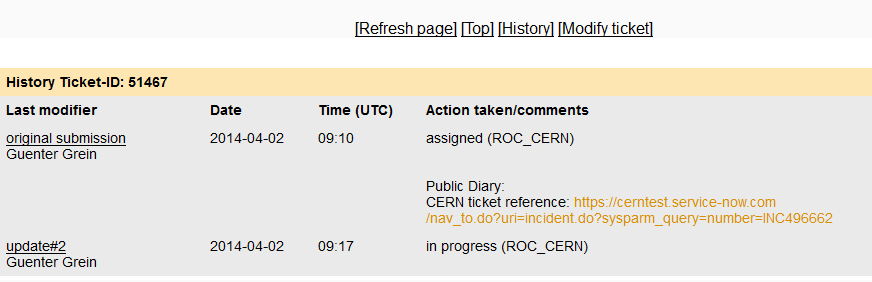 [Refresh page] [Top] [History] [Modify ticket]
History Ticket-ID: 51467
Last modifier Date Time (UTC) Action taken/comments
original submission 2014-04-02 09:10 assigned (ROC_CERN)
Guenter Grein
Public Diary:
CERN ticket reference: https://cerntest.service-now.com
/nav_to.do?uri=incident.do?sysparm_query=number=INC496662
update#2 2014-04-02 09:17 in progress (ROC_CERN)
Guenter Grein